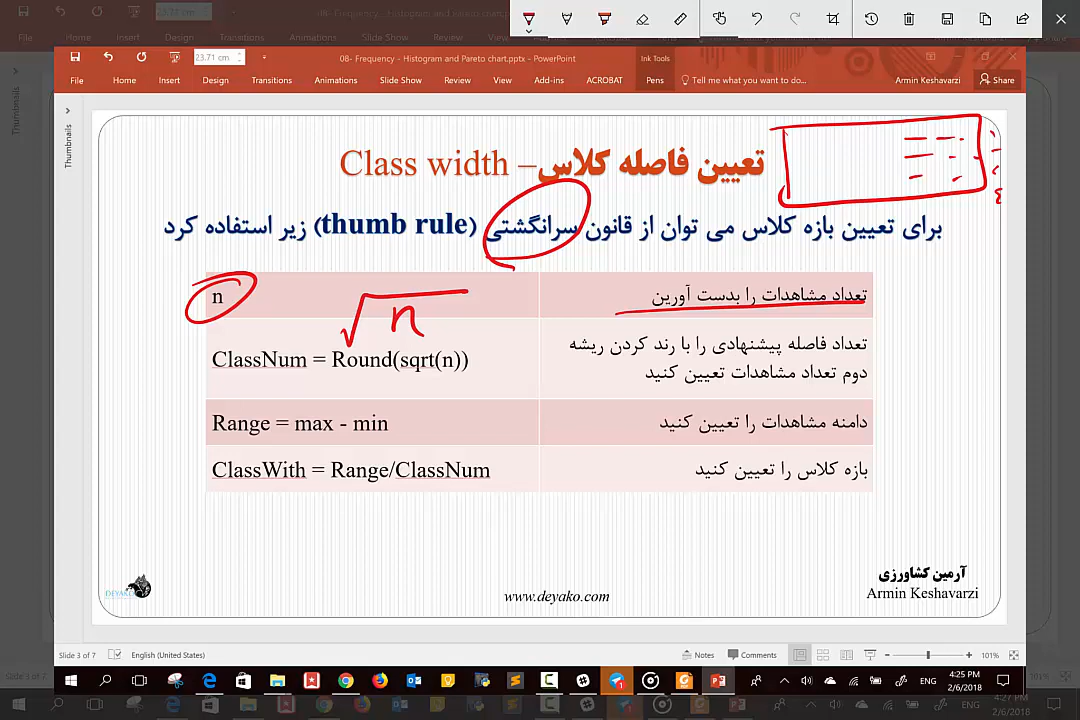 23.71 cm
08- Frequency - Histogram and Pareto chart.pptx - PowerPoint
Ink Tools
File Home Insert Design Transitions Animations Slide Show Review View Add-ins ACROBAT Pens Tell me what you want to do... Armin Keshavarzi Share
Thumbnails
تعیین فاصله کلاس – Class width
برای تعیین بازه کلاس می توان از قانون سرانگشتی (thumb rule) زیر استفاده کرد
تعداد مشاهدات را بدست آورین
n
√n
تعداد فاصله پیشنهادی را با رند کردن ریشه
دوم تعداد مشاهدات تعیین کنید
ClassNum = Round(sqrt(n))
دامنه مشاهدات را تعیین کنید
Range = max - min
بازه کلاس را تعیین کنید
ClassWith = Range/ClassNum
آرمین کشاورزی
Armin Keshavarzi
DEYAKO
www.deyako.com
Slide 3 of 7 English (United States) Notes Comments 101%
ENG 4:25 PM
2/6/2018